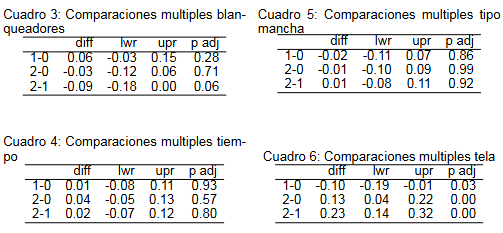 Cuadro 3: Comparaciones multiples blan-
queadores
diff lwr upr p adj
1-0 0.06 -0.03 0.15 0.28
2-0 -0.03 -0.12 0.06 0.71
2-1 -0.09 -0.18 0.00 0.06
Cuadro 5: Comparaciones multiples tipo
mancha
diff lwr upr p adj
1-0 -0.02 -0.11 0.07 0.86
2-0 -0.01 -0.10 0.09 0.99
2-1 0.01 -0.08 0.11 0.92
Cuadro 4: Comparaciones multiples tiem-
po
diff lwr upr p adj
1-0 0.01 -0.08 0.11 0.93
2-0 0.04 -0.05 0.13 0.57
2-1 0.02 -0.07 0.12 0.80
Cuadro 6: Comparaciones multiples tela
diff lwr upr p adj
1-0 -0.10 -0.19 -0.01 0.03
2-0 0.13 0.04 0.22 0.00
2-1 0.23 0.14 0.32 0.00